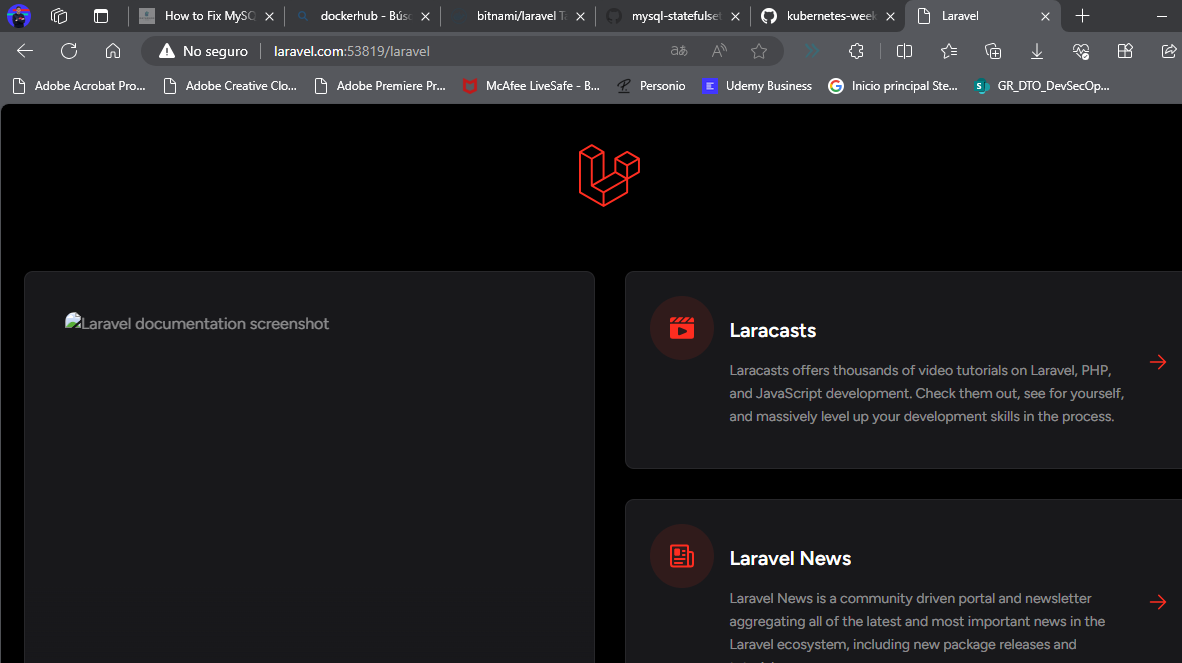 How to Fix MySQ
dockerhub - Bús
bitnami/laravel Ta
mysql-statefulset
kubernetes-week
Laravel
No seguro
laravel.com:53819/laravel
Adobe Acrobat Pro...
Adobe Creative Clo...
Adobe Premiere Pr...
McAfee LiveSafe - B...
Personio
Udemy Business
Inicio principal Ste...
GR_DTO_DevSecOp...
Laravel documentation screenshot
Laracasts
Laracasts offers thousands of video tutorials on Laravel, PHP,
and JavaScript development. Check them out, see for yourself,
and massively level up your development skills in the process.
Laravel News
Laravel News is a community driven portal and newsletter
aggregating all of the latest and most important news in the
Laravel ecosystem, including new package releases and